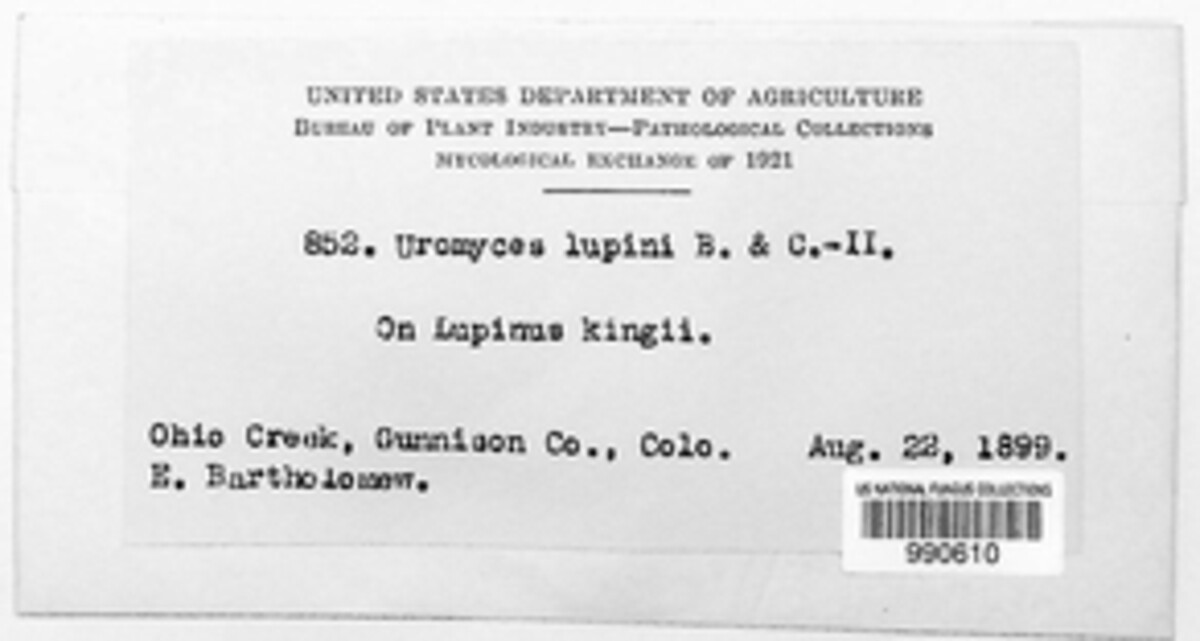 UNITED STATES DEPARTMENT OF AGRICULTURE
BUREAU OF PLANT INDUSTRY—PATHOLOGICAL COLLECTIONS
MYCOLOGICAL EXCHANGE OF 1921
852. Uromyces lupini B. & C.-II.
On Lupinus kingii.
Ohio Creek, Gunnison Co., Colo. Aug. 22, 1899.
E. Bartholomew.
US NATIONAL FUNGUS COLLECTIONS
990610